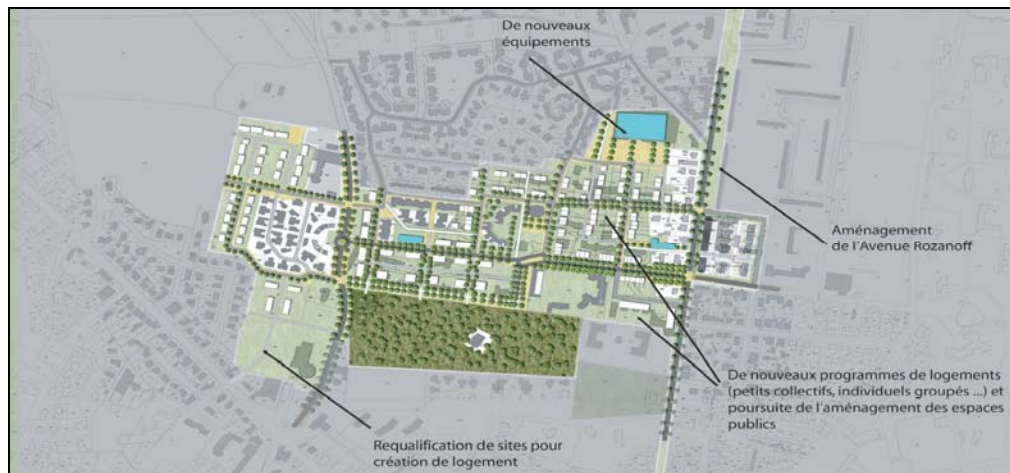 De nouveaux
équipements
Aménagement
de l'Avenue Rozanoff
De nouveaux programmes de logements
(petits collectifs, individuels groupés ...) et
poursuite de l'aménagement des espaces
publics
Requalification de sites pour
création de logement